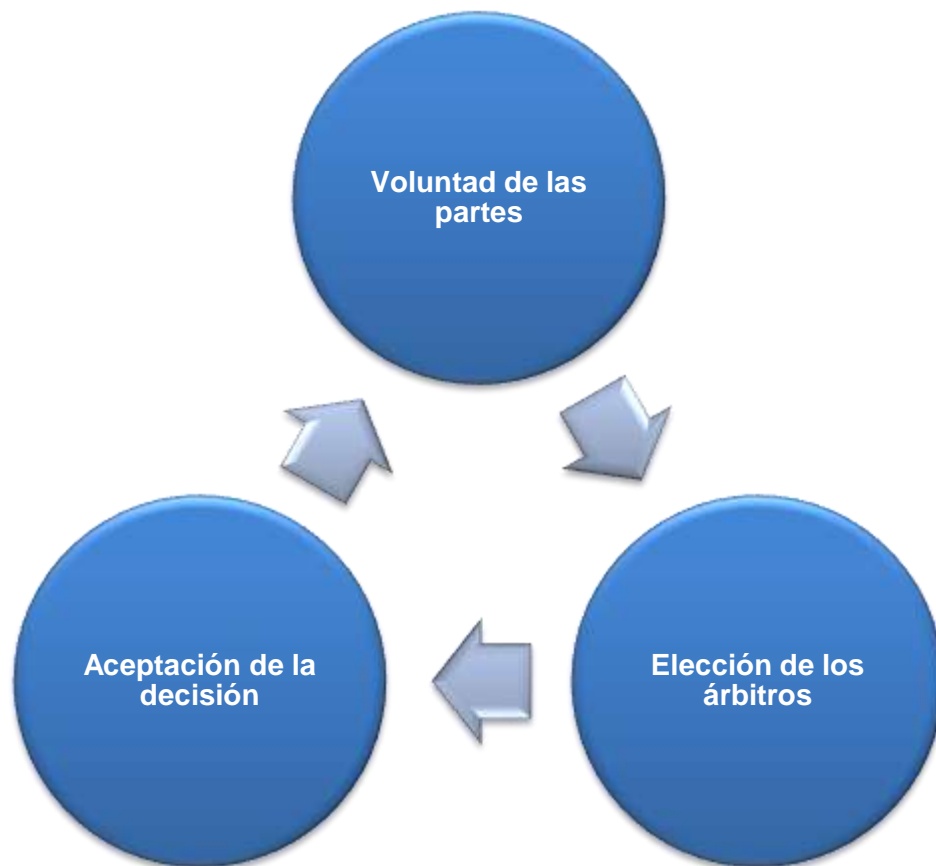 Voluntad de las
partes
Aceptación de la
decisión
Elección de los
árbitros